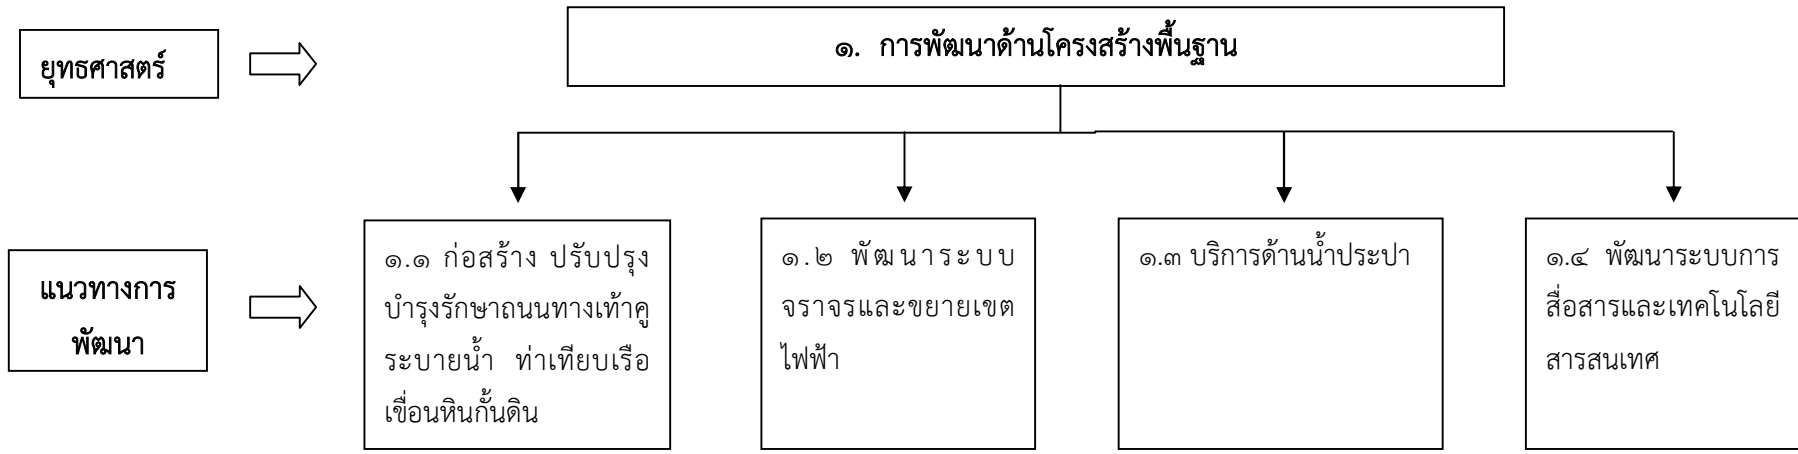 ยุทธศาสตร์
๑. การพัฒนาด้านโครงสร้างพื้นฐาน
แนวทางการ
พัฒนา
๑.๑ ก่อสร้าง ปรับปรุง
บำรุงรักษาถนนทางเท้าคู
ระบายน้ำ ท่าเทียบเรือ
เขื่อนหินกั้นดิน
๑.๒ พัฒนาระบบ
จราจรและขยายเขต
ไฟฟ้า
๑.๓ บริการด้านน้ำประปา
๑.๔ พัฒนาระบบการ
สื่อสารและเทคโนโลยี
สารสนเทศ